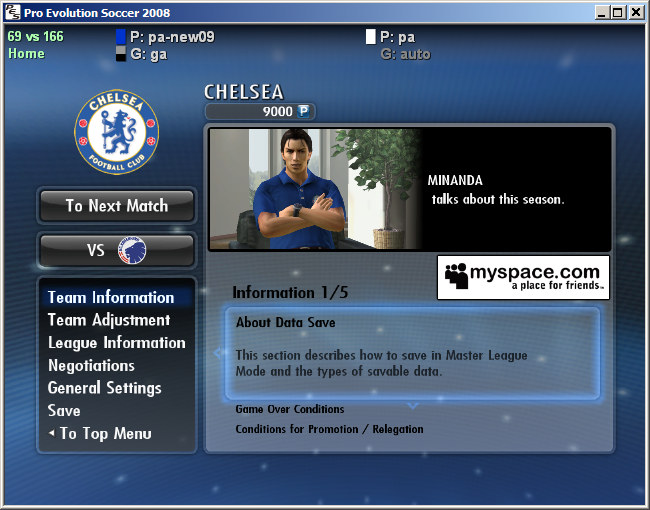 Pro Evolution Soccer 2008
69 vs 166
P: pa-new09
P: pa
Home
G: ga
G: auto
CHELSEA
9000 P
CHELSEA
FOOTBALL CLUB
To Next Match
VS
Team Information
Team Adjustment
League Information
Negotiations
General Settings
Save
To Top Menu
MINANDA
talks about this season.
myspace.com
a place for friends
Information 1/5
About Data Save
This section describes how to save in Master League
Mode and the types of savable data.
Game Over Conditions
Conditions for Promotion / Relegation